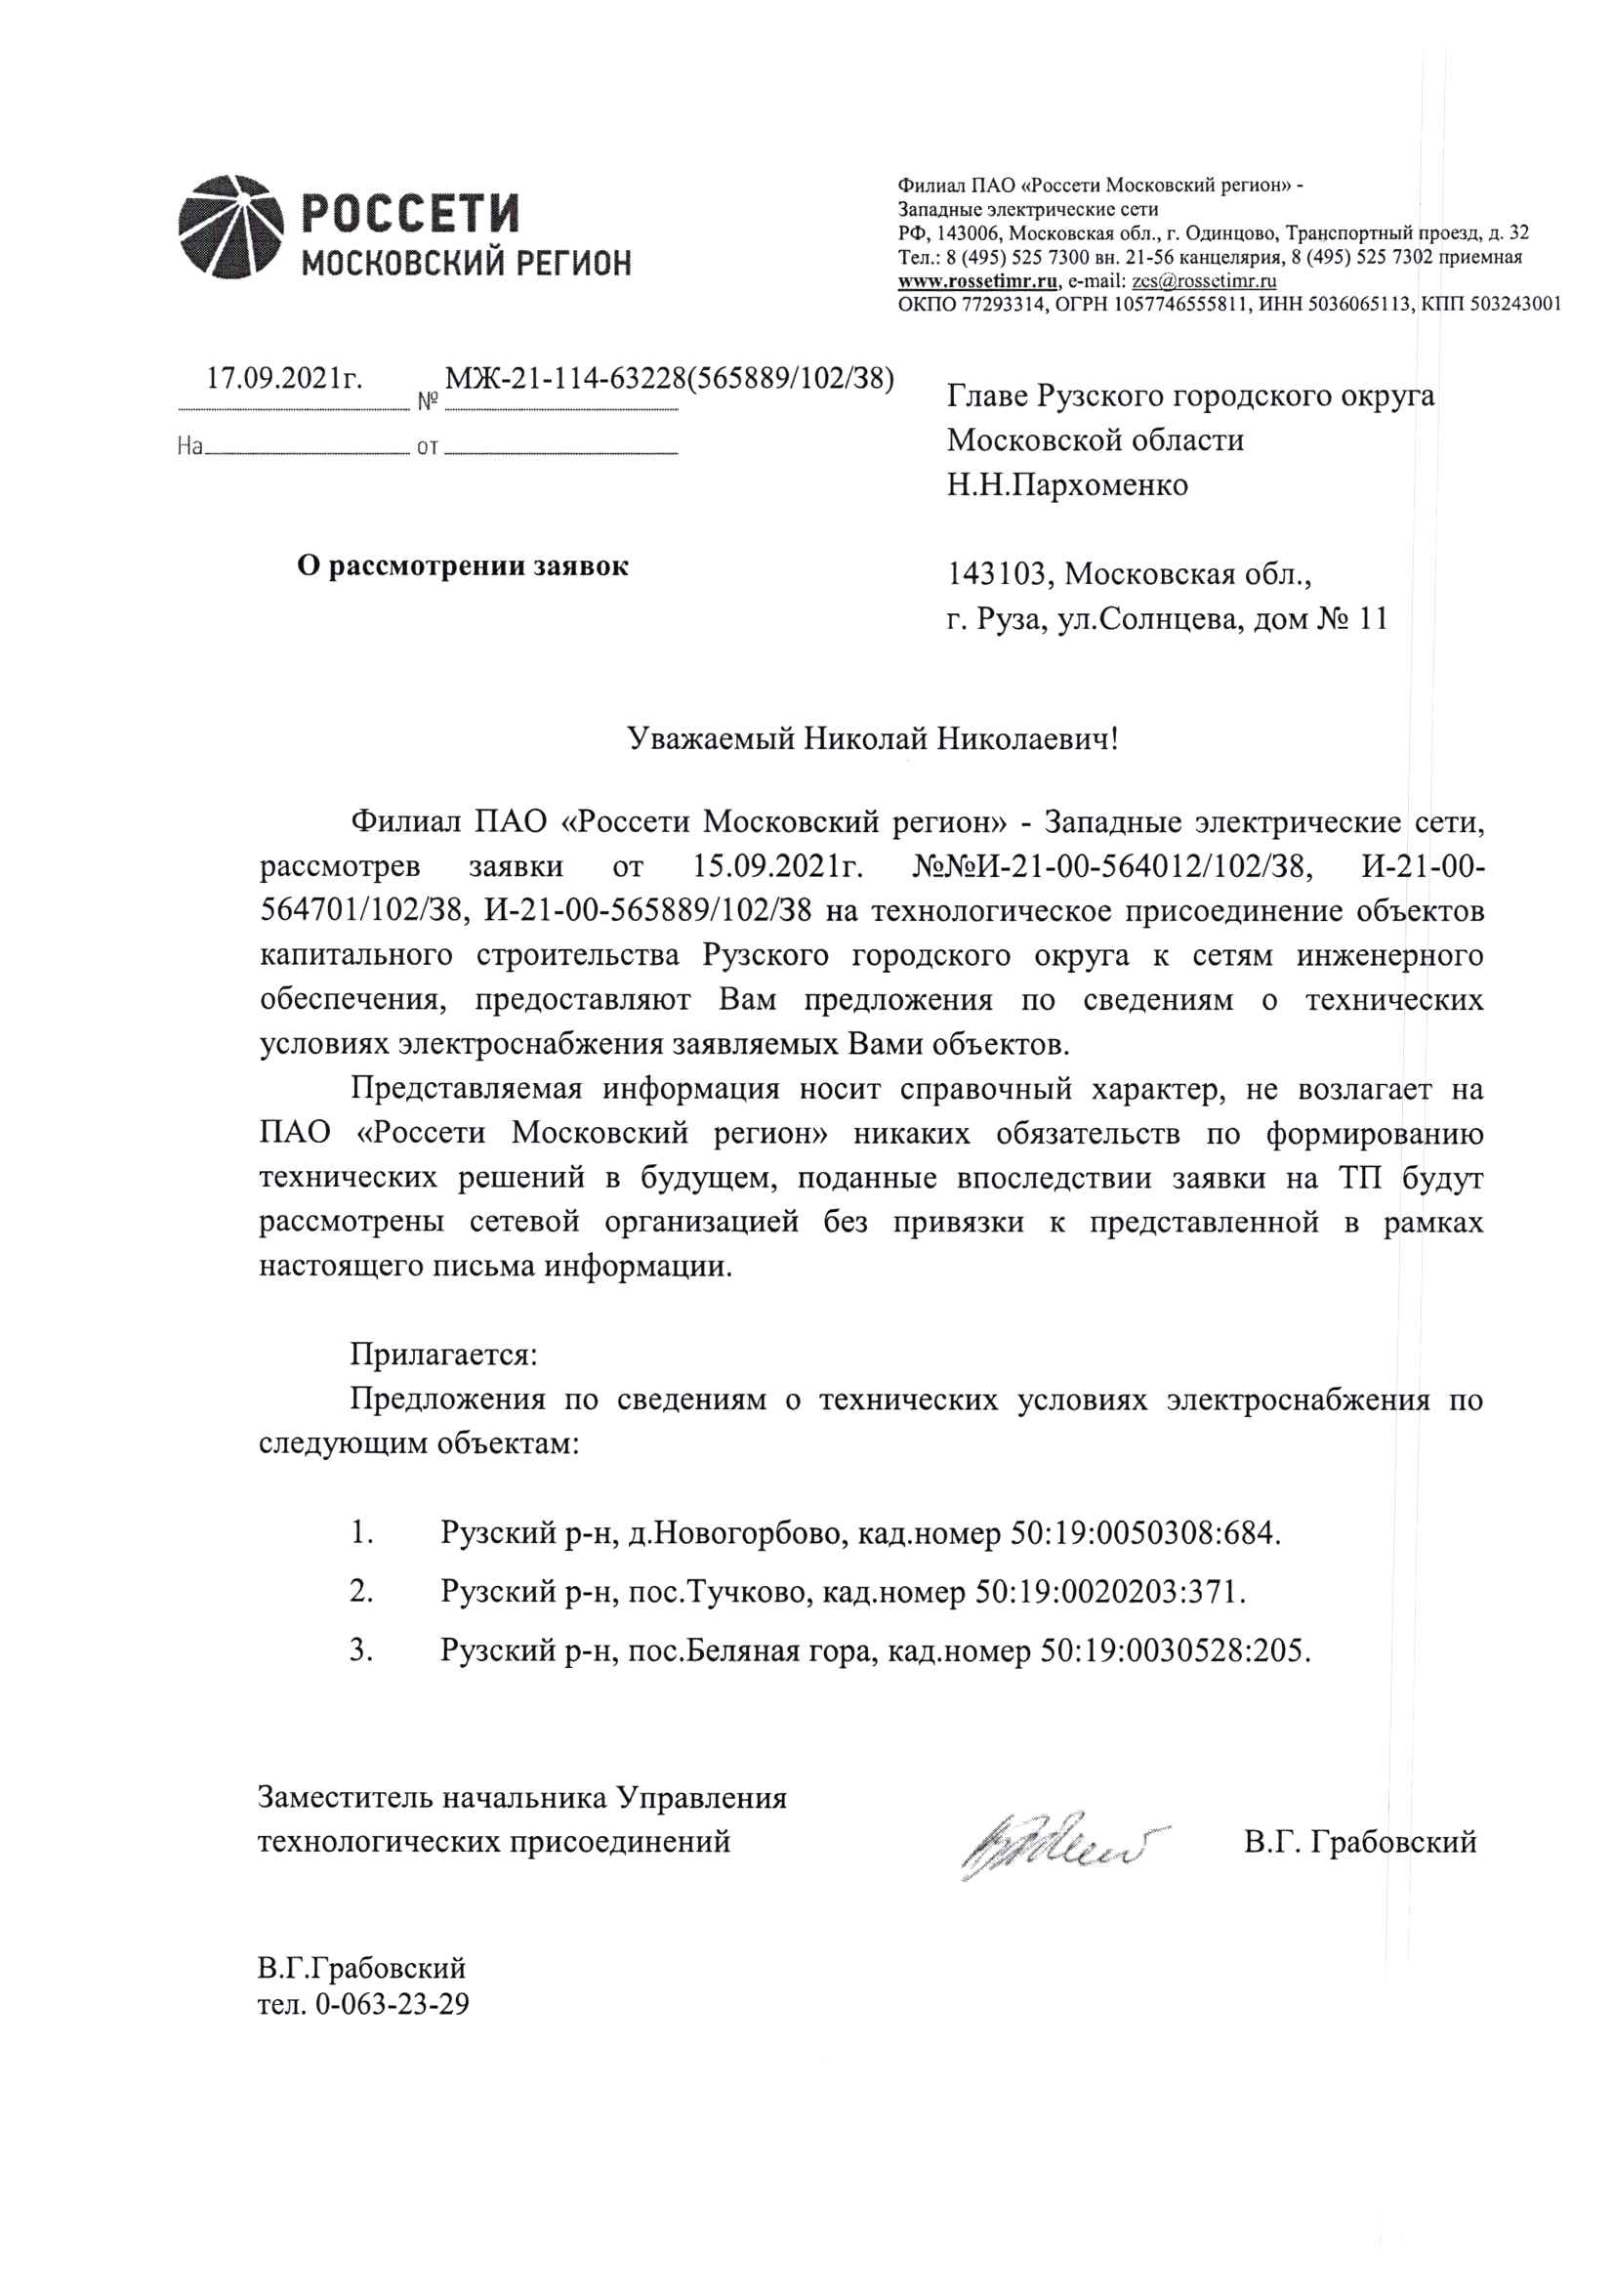 РОССЕТИ
МОСКОВСКИЙ РЕГИОН
Филиал ПАО «Россети Московский регион» -
Западные электрические сети
РФ, 143006, Московская обл., г. Одинцово, Транспортный проезд, д. 32
Тел.: 8 (495) 525 7300 вн. 21-56 канцелярия, 8 (495) 525 7302 приемная
www.rossetimr.ru, e-mail: zes@rossetimr.ru
ОКПО 77293314, ОГРН 1057746555811, ИНН 5036065113, КПП 503243001
17.09.2021г. № МЖ-21-114-63228(565889/102/38)
На от
Главе Рузского городского округа
Московской области
Н.Н.Пархоменко
О рассмотрении заявок
143103, Московская обл.,
г. Руза, ул.Солнцева, дом № 11
Уважаемый Николай Николаевич!
Филиал ПАО «Россети Московский регион» - Западные электрические сети,
рассмотрев заявки от 15.09.2021г. №№И-21-00-564012/102/38, И-21-00-
564701/102/38, И-21-00-565889/102/38 на технологическое присоединение объектов
капитального строительства Рузского городского округа к сетям инженерного
обеспечения, предоставляют Вам предложения по сведениям о технических
условиях электроснабжения заявляемых Вами объектов.
Представляемая информация носит справочный характер, не возлагает на
ПАО «Россети Московский регион» никаких обязательств по формированию
технических решений в будущем, поданные впоследствии заявки на ТП будут
рассмотрены сетевой организацией без привязки к представленной в рамках
настоящего письма информации.
Прилагается:
Предложения по сведениям о технических условиях электроснабжения по
следующим объектам:
1. Рузский р-н, д.Новогорбово, кад.номер 50:19:0050308:684.
2. Рузский р-н, пос.Тучково, кад.номер 50:19:0020203:371.
3. Рузский р-н, пос.Беляная гора, кад.номер 50:19:0030528:205.
Заместитель начальника Управления
технологических присоединений В.Г. Грабовский
В.Г.Грабовский
тел. 0-063-23-29